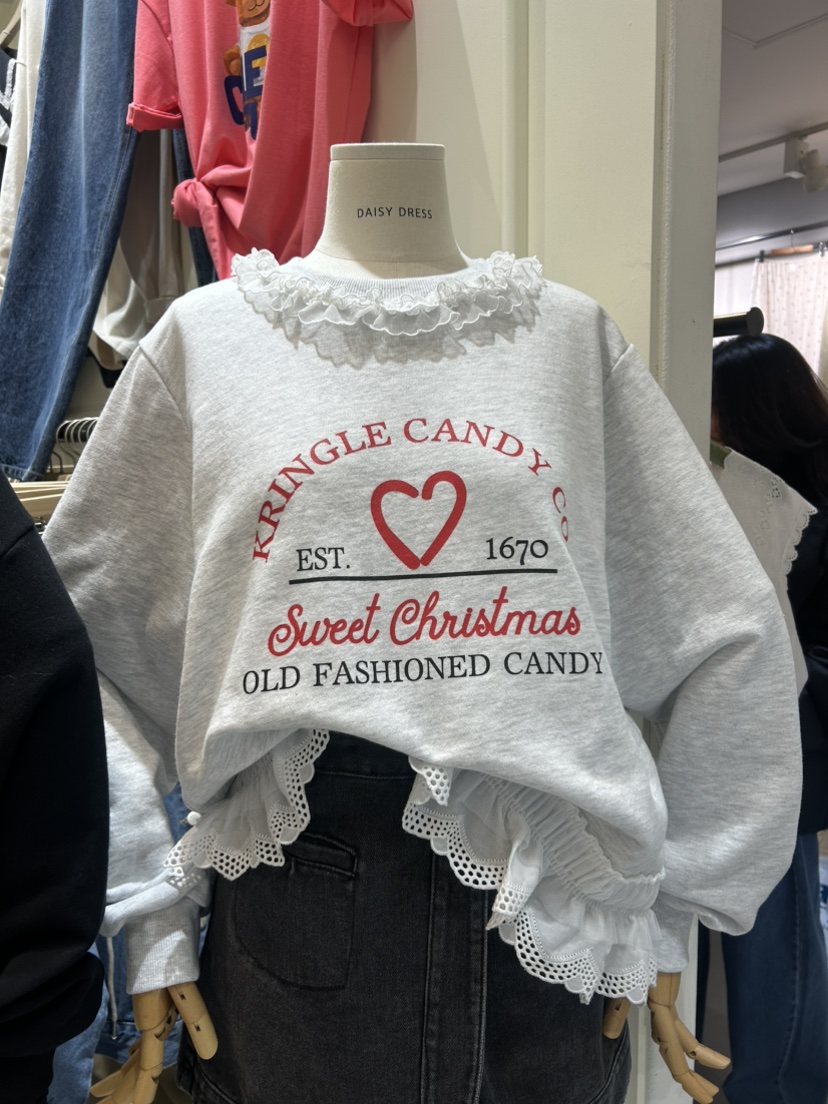 DAISY DRESS
KRINGLE CANDY CO
EST. 1670
Sweet Christmas
OLD FASHIONED CANDY